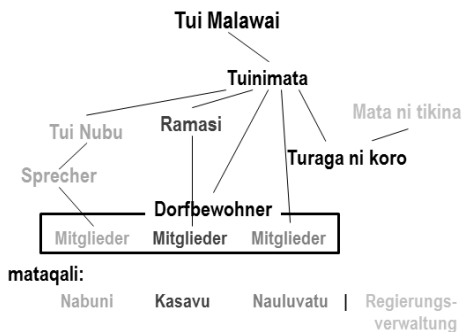 Tui Malawai
Tuinimata
Mata ni tikina
Tui Nubu
Ramasi
Turaga ni koro
Sprecher
Dorfbewohner
Mitglieder Mitglieder Mitglieder
mataqali:
Nabuni Kasavu Nauluvatu | Regierungs-
verwaltung